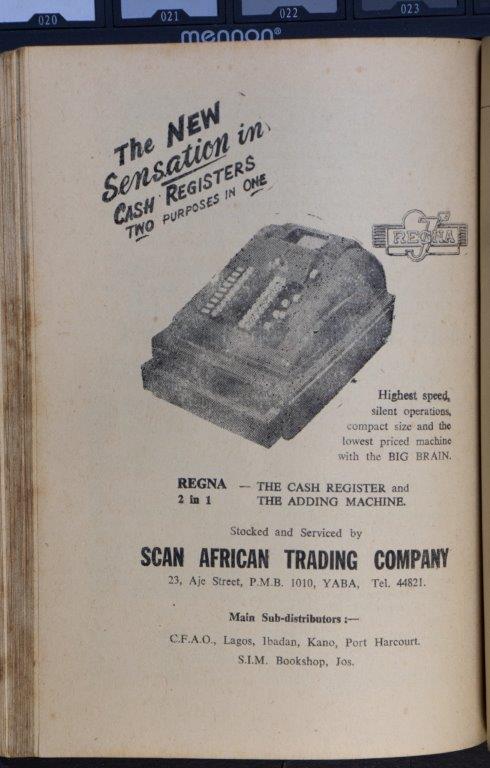 020 021 022 023
mennon®
The NEW
Sensation in
CASH REGISTERS
TWO PURPOSES IN ONE
REGNA
Highest speed,
silent operations,
compact size and the
lowest priced machine
with the BIG BRAIN.
REGNA — THE CASH REGISTER and
2 in 1 THE ADDING MACHINE.
Stocked and Serviced by
SCAN AFRICAN TRADING COMPANY
23, Aje Street, P.M.B. 1010, YABA, Tel. 44821.
Main Sub-distributors :—
C.F.A.O., Lagos, Ibadan, Kano, Port Harcourt.
S.I.M. Bookshop, Jos.